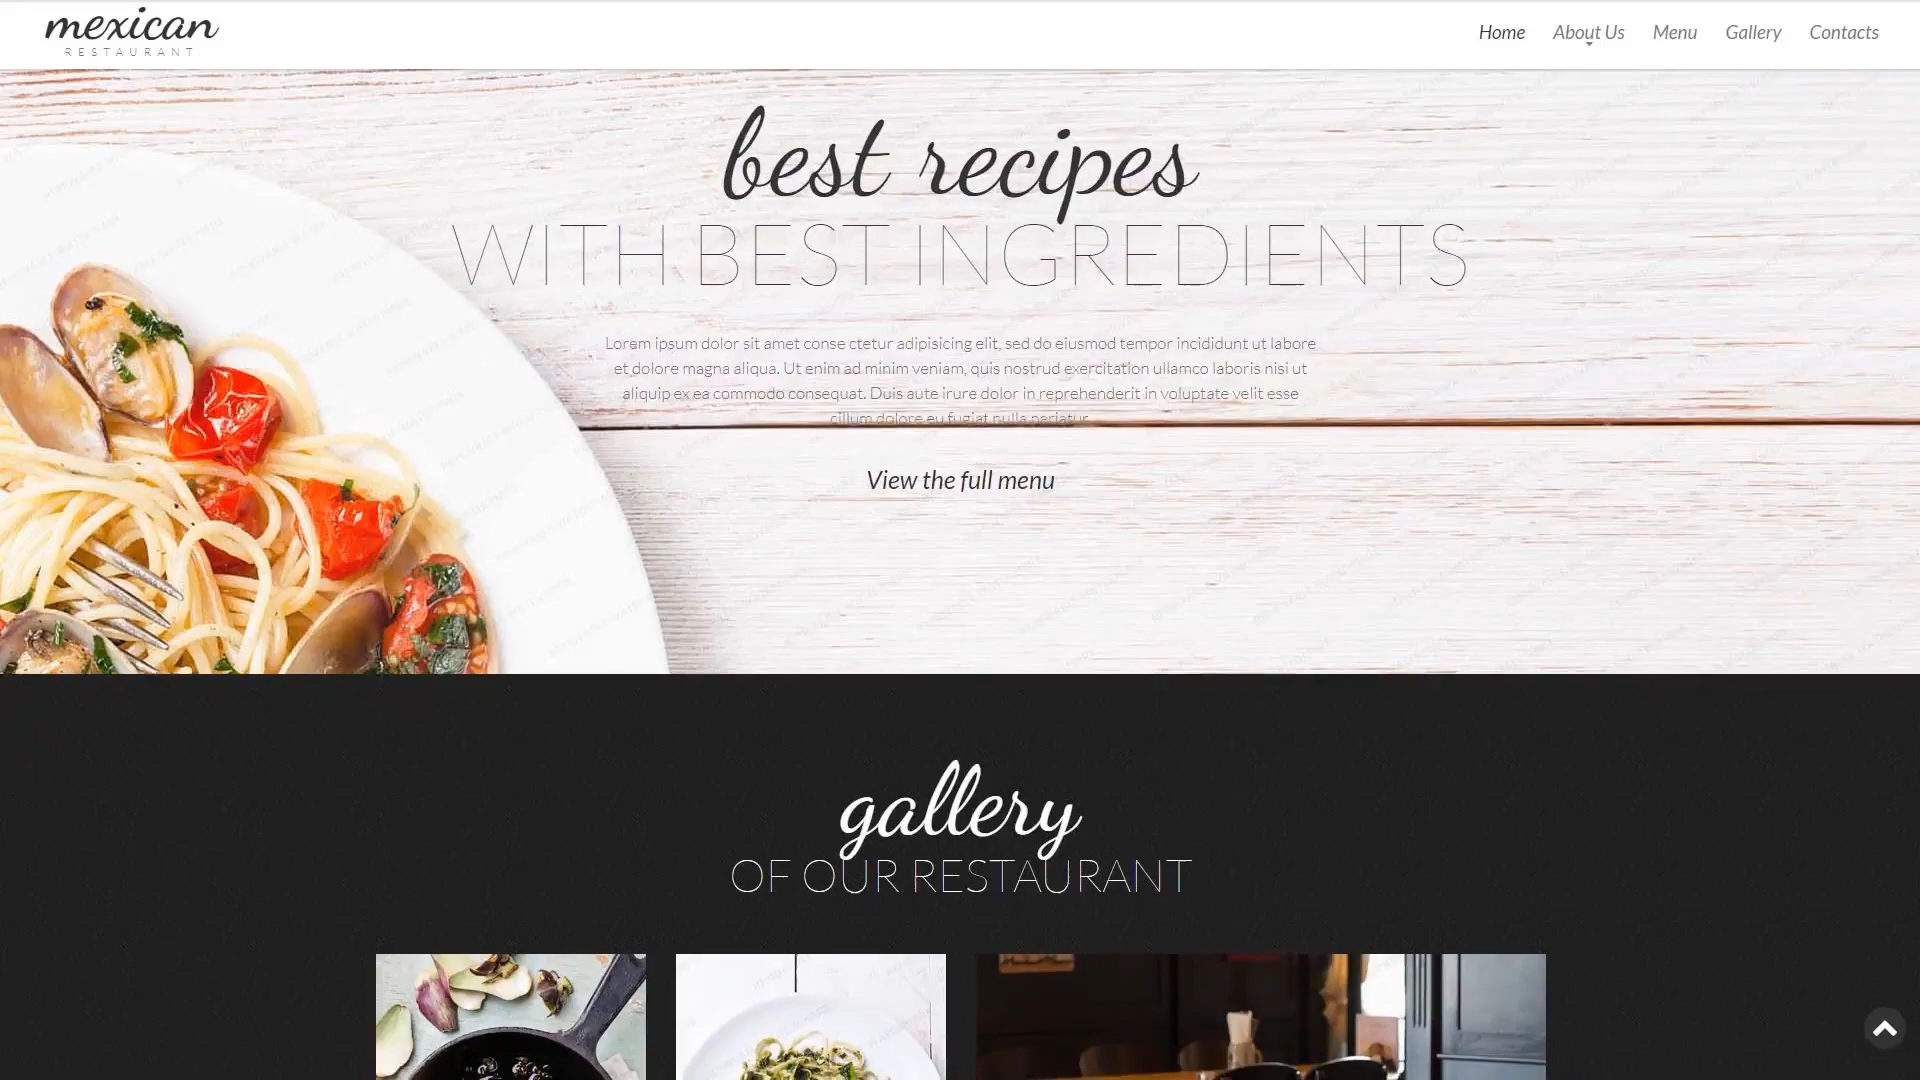 mexican
RESTAURANT
Home
About Us
Menu
Gallery
Contacts
best recipes
WITH BEST INGREDIENTS
Lorem ipsum dolor sit amet conse ctetur adipisicing elit, sed do eiusmod tempor incididunt ut labore
et dolore magna aliqua. Ut enim ad minim veniam, quis nostrud exercitation ullamco laboris nisi ut
aliquip ex ea commodo consequat. Duis aute irure dolor in reprehenderit in voluptate velit esse
cillum dolore eu fugiat nulla pariatur.
View the full menu
gallery
OF OUR RESTAURANT